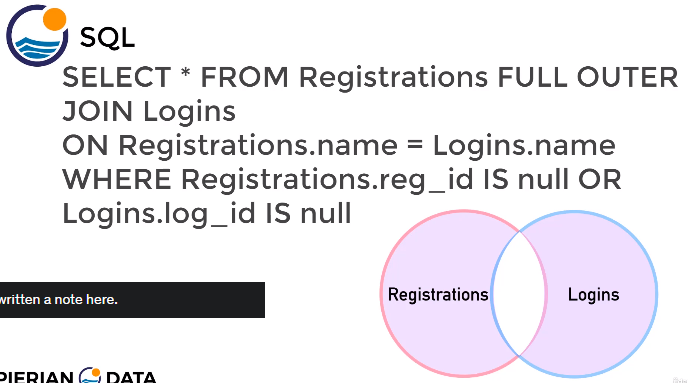 SQL
SELECT * FROM Registrations FULL OUTER
JOIN Logins
ON Registrations.name = Logins.name
WHERE Registrations.reg_id IS null OR
Logins.log_id IS null
Registrations Logins
written a note here.
PIERIAN DATA